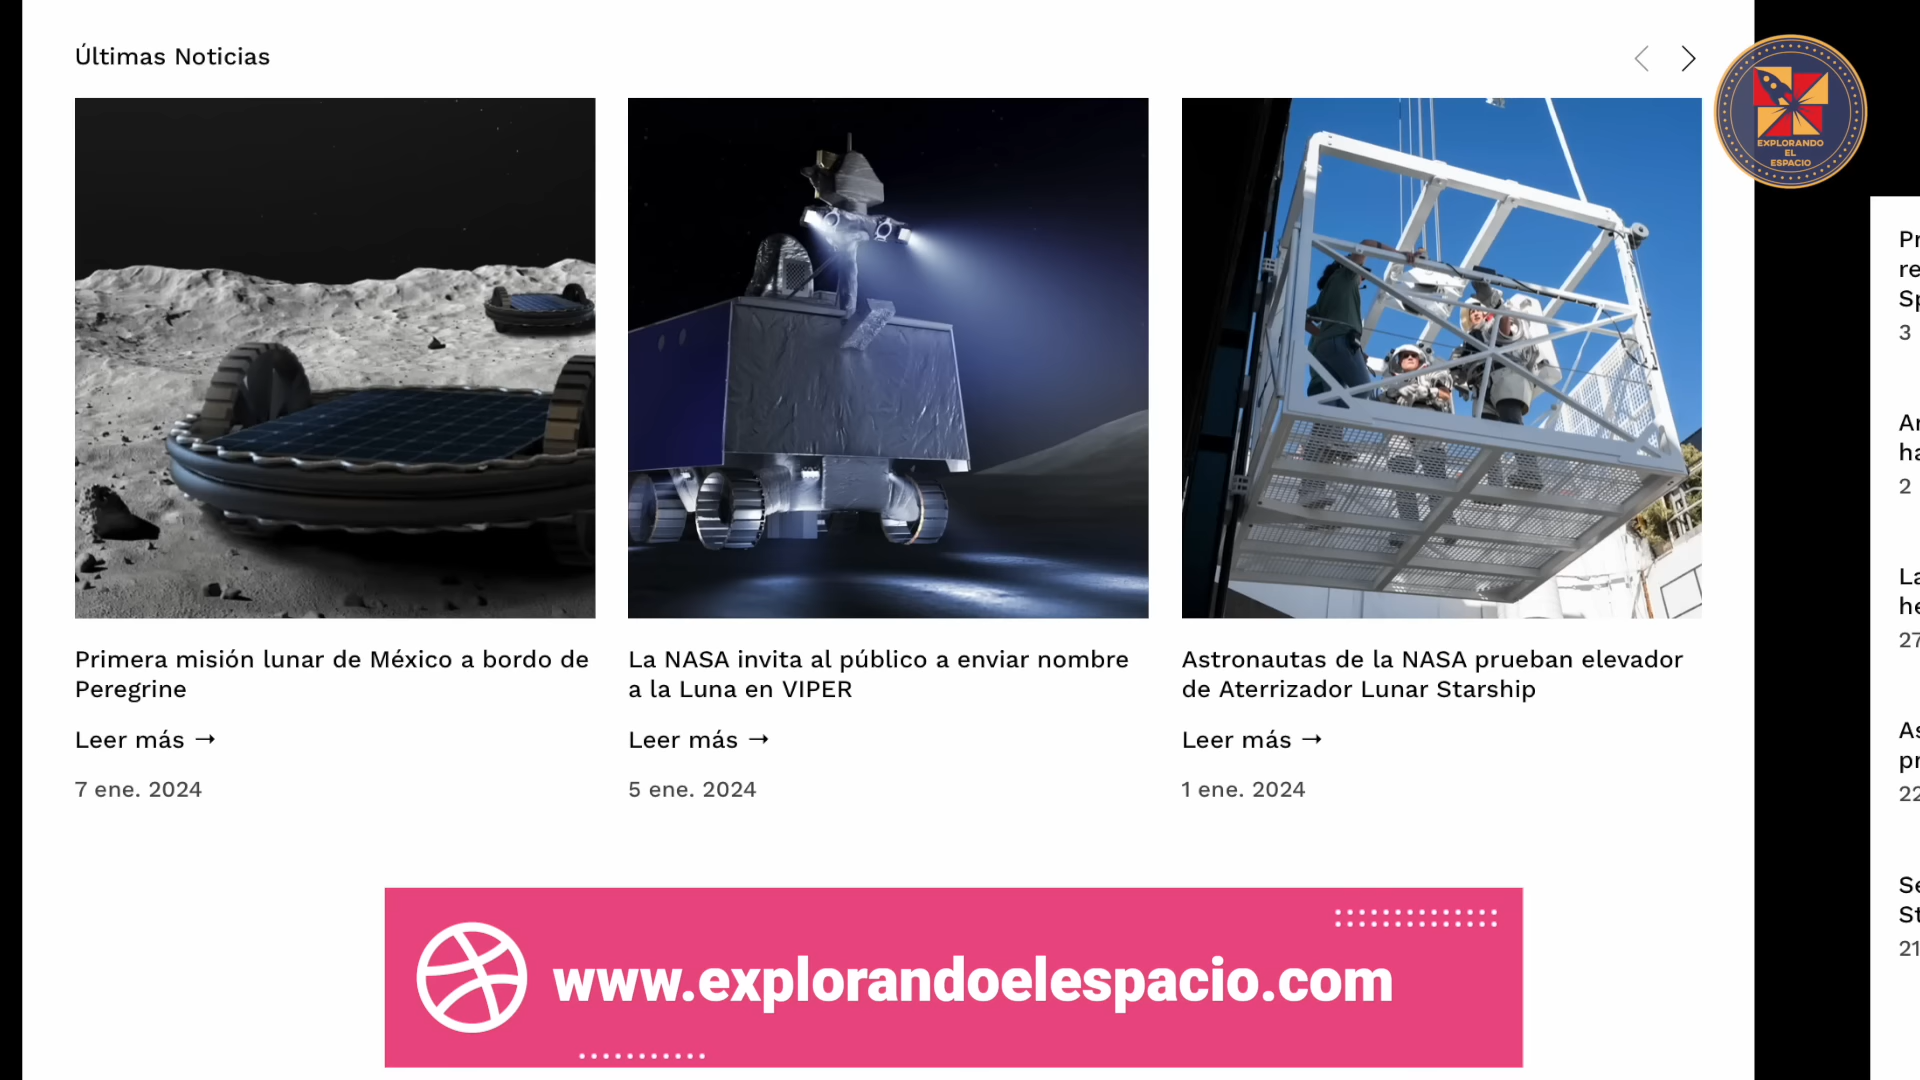 Últimas Noticias
EXPLORANDO
EL
ESPACIO
Primera misión lunar de México a bordo de
Peregrine
Leer más →
7 ene. 2024
La NASA invita al público a enviar nombre
a la Luna en VIPER
Leer más →
5 ene. 2024
Astronautas de la NASA prueban elevador
de Aterrizador Lunar Starship
Leer más →
1 ene. 2024
www.explorandoelespacio.com